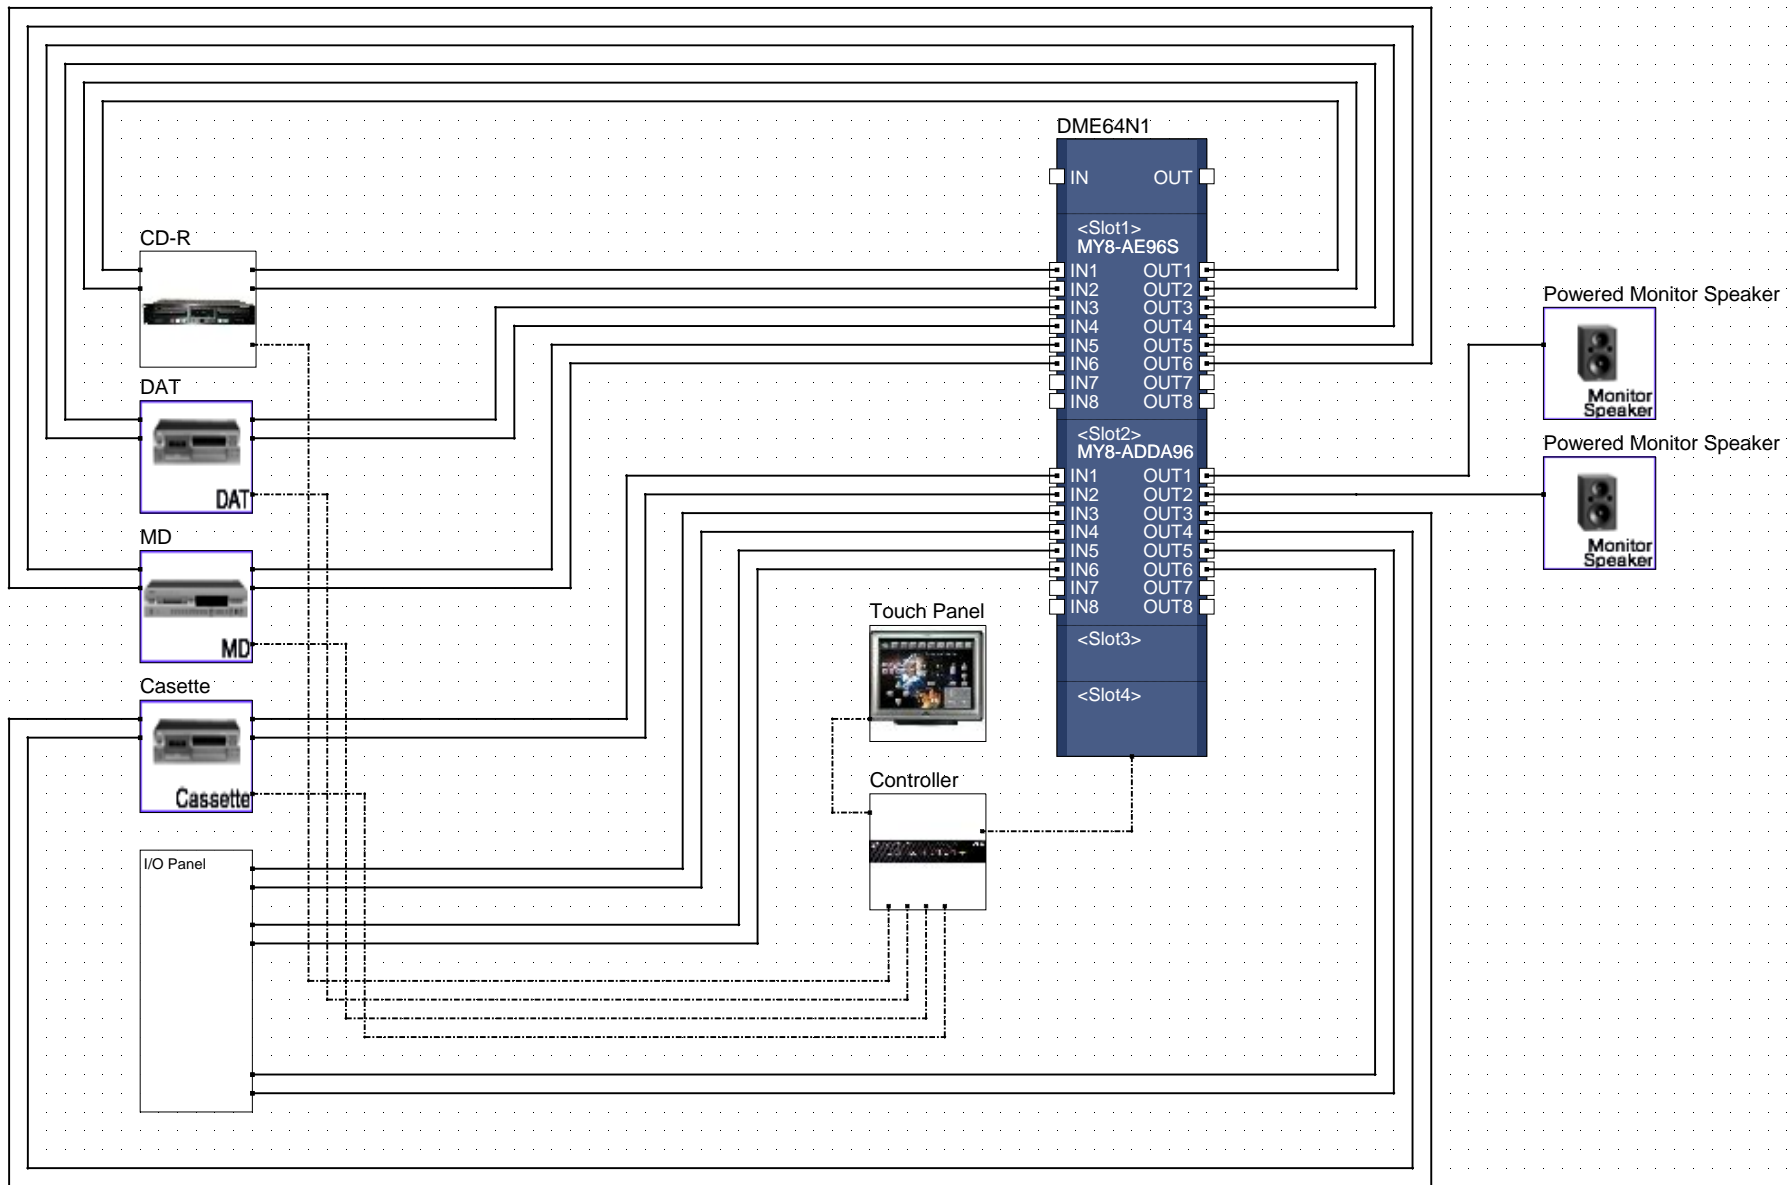 DME64N1
IN OUT
<Slot1>
MY8-AE96S
IN1 OUT1
IN2 OUT2
IN3 OUT3
IN4 OUT4
IN5 OUT5
IN6 OUT6
IN7 OUT7
IN8 OUT8
<Slot2>
MY8-ADDA96
IN1 OUT1
IN2 OUT2
IN3 OUT3
IN4 OUT4
IN5 OUT5
IN6 OUT6
IN7 OUT7
IN8 OUT8
<Slot3>
<Slot4>
CD-R
DAT
DAT
MD
MD
Casette
Cassette
I/O Panel
Touch Panel
Controller
Powered Monitor Speaker
Monitor
Speaker
Powered Monitor Speaker
Monitor
Speaker